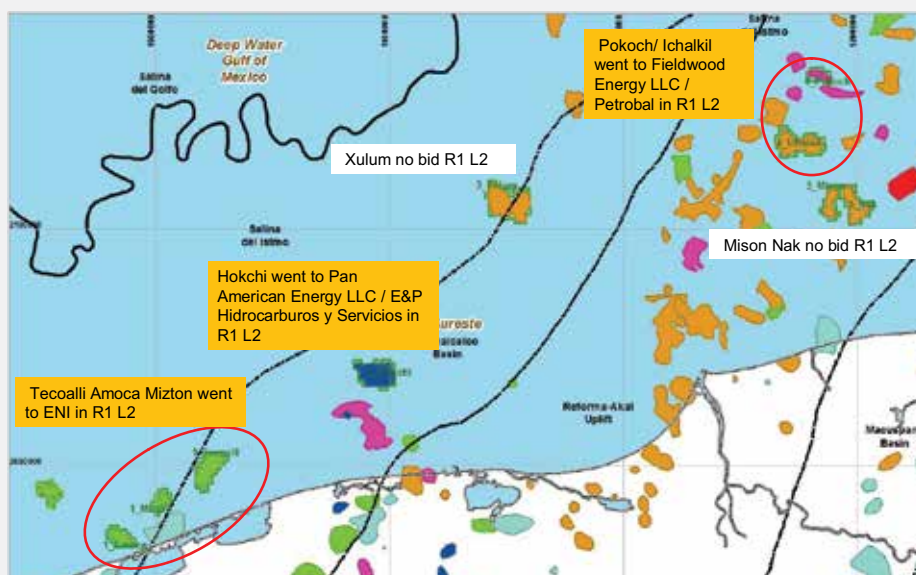 Deep Water
Gulf of
Mexico
Salina
del Golfo
Pokoch/ Ichalkil
went to Fieldwood
Energy LLC /
Petrobal in R1 L2
Salina
Istmo
Xulum no bid R1 L2
Salina
del Istmo
Mison Nak no bid R1 L2
Hokchi went to Pan
American Energy LLC / E&P
Hidrocarburos y Servicios in
R1 L2
Basin
Tecoalli Amoca Mizton went
to ENI in R1 L2
Reforma-Akal
Uplift
Basin